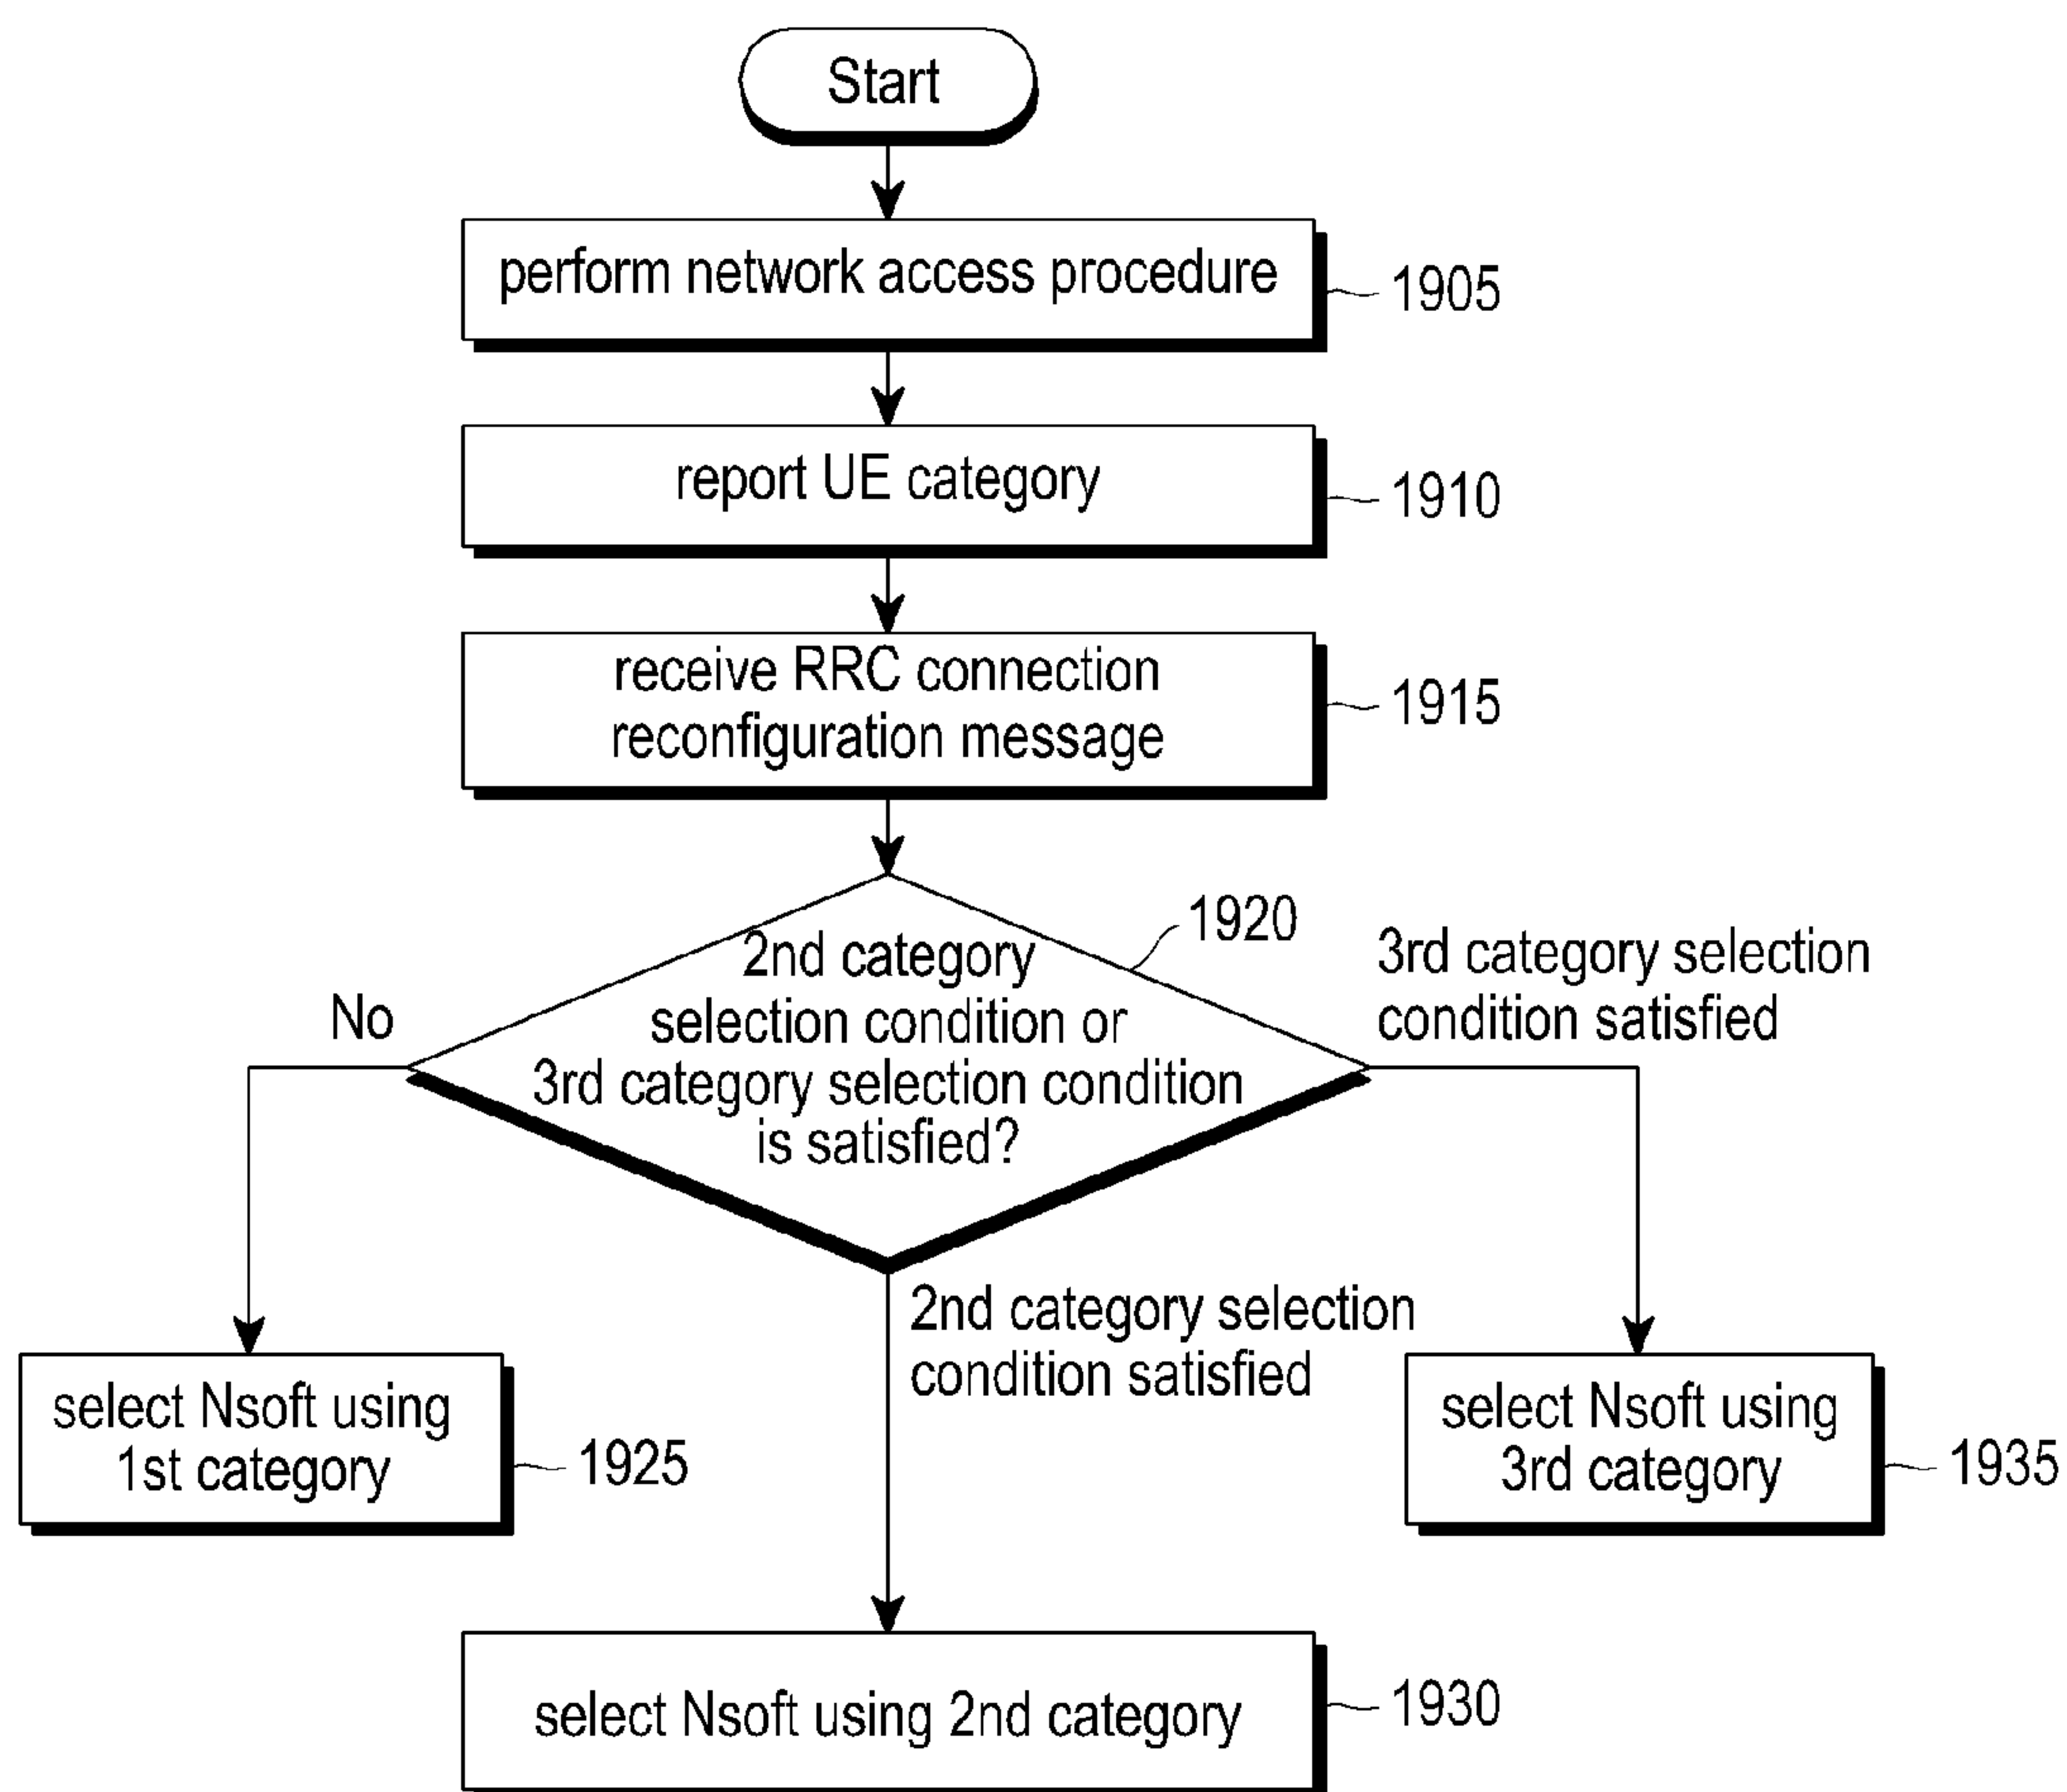 Start
perform network access procedure
1905
report UE category
1910
receive RRC connection
reconfiguration message
1915
2nd category
selection condition or
3rd category selection condition
is satisfied?
1920
No
3rd category selection
condition satisfied
2nd category selection
condition satisfied
select Nsoft using
1st category
1925
select Nsoft using
3rd category
1935
select Nsoft using 2nd category
1930